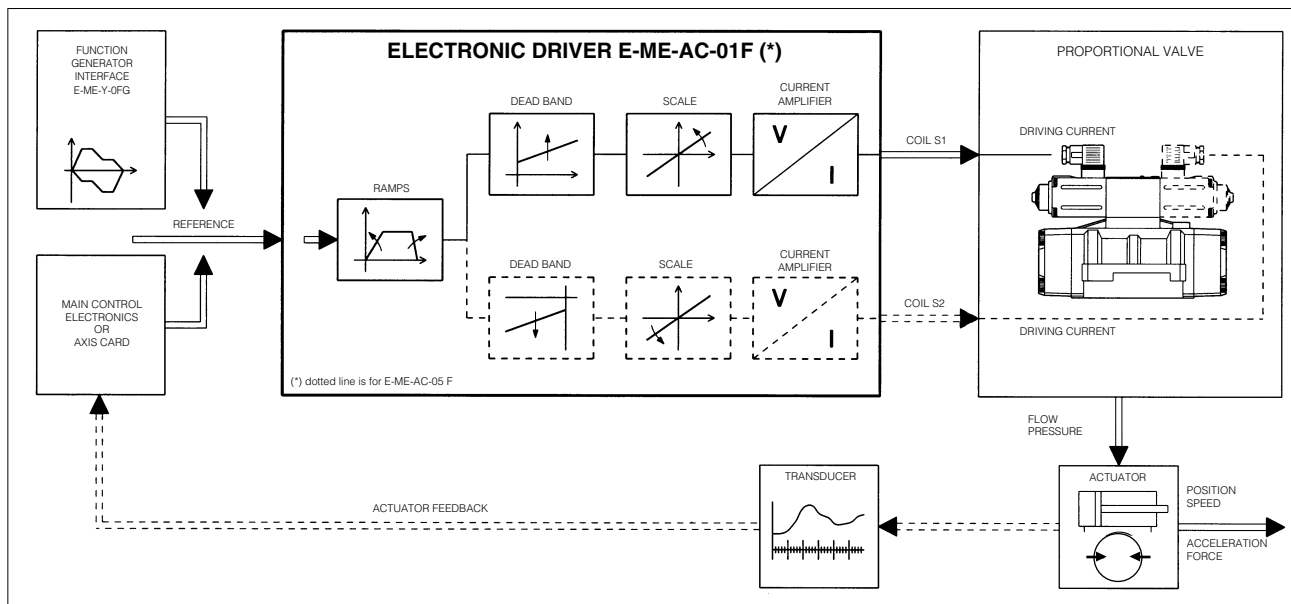 FUNCTION
GENERATOR
INTERFACE
E-ME-Y-0FG
REFERENCE
MAIN CONTROL
ELECTRONICS
OR
AXIS CARD
ELECTRONIC DRIVER E-ME-AC-01F (*)
RAMPS
DEAD BAND
SCALE
CURRENT
AMPLIFIER
V
I
DEAD BAND
SCALE
CURRENT
AMPLIFIER
V
I
(*) dotted line is for E-ME-AC-05 F
COIL S1
COIL S2
PROPORTIONAL VALVE
DRIVING CURRENT
DRIVING CURRENT
FLOW
PRESSURE
ACTUATOR
POSITION
SPEED
ACCELERATION
FORCE
TRANSDUCER
ACTUATOR FEEDBACK